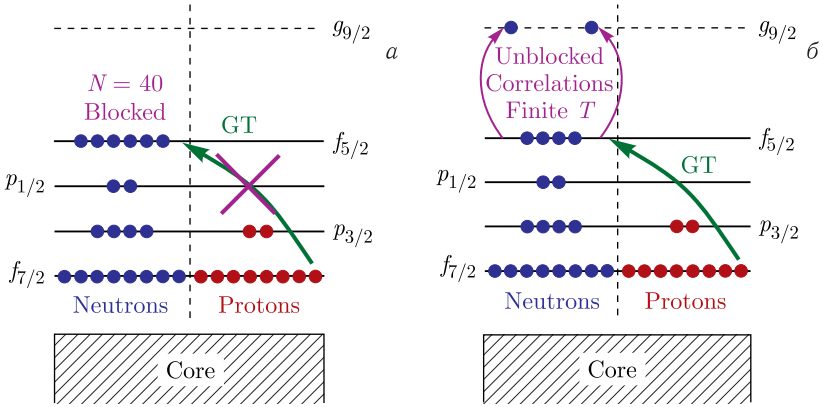 g9/2
а
N = 40
Blocked
GT
f5/2
p1/2
p3/2
f7/2
Neutrons
Protons
Core
g9/2
б
Unblocked
Correlations
Finite T
f5/2
GT
p1/2
p3/2
f7/2
Neutrons
Protons
Core